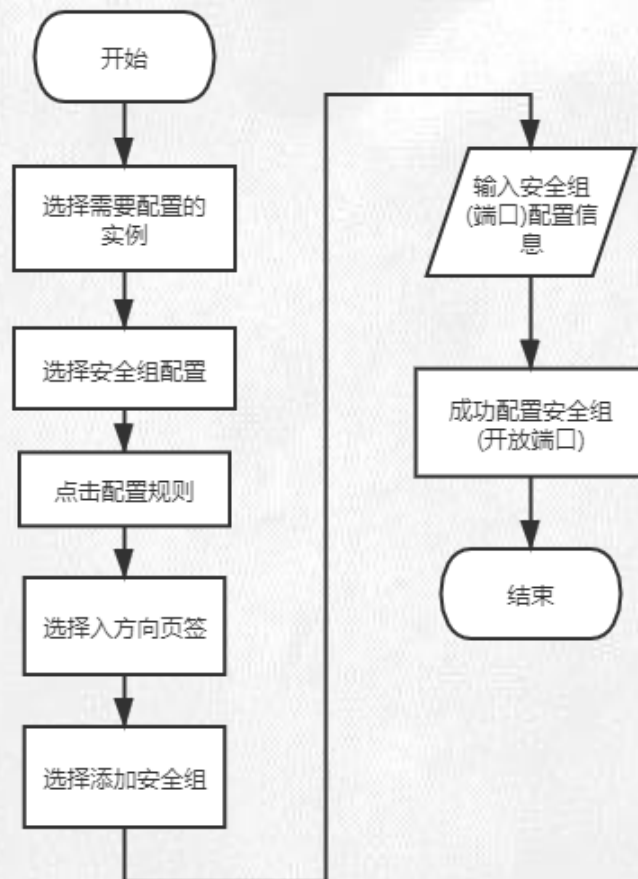 开始
选择需要配置的
实例
选择安全组配置
点击配置规则
选择入方向页签
选择添加安全组
输入安全组
(端口)配置信
息
成功配置安全组
(开放端口)
结束